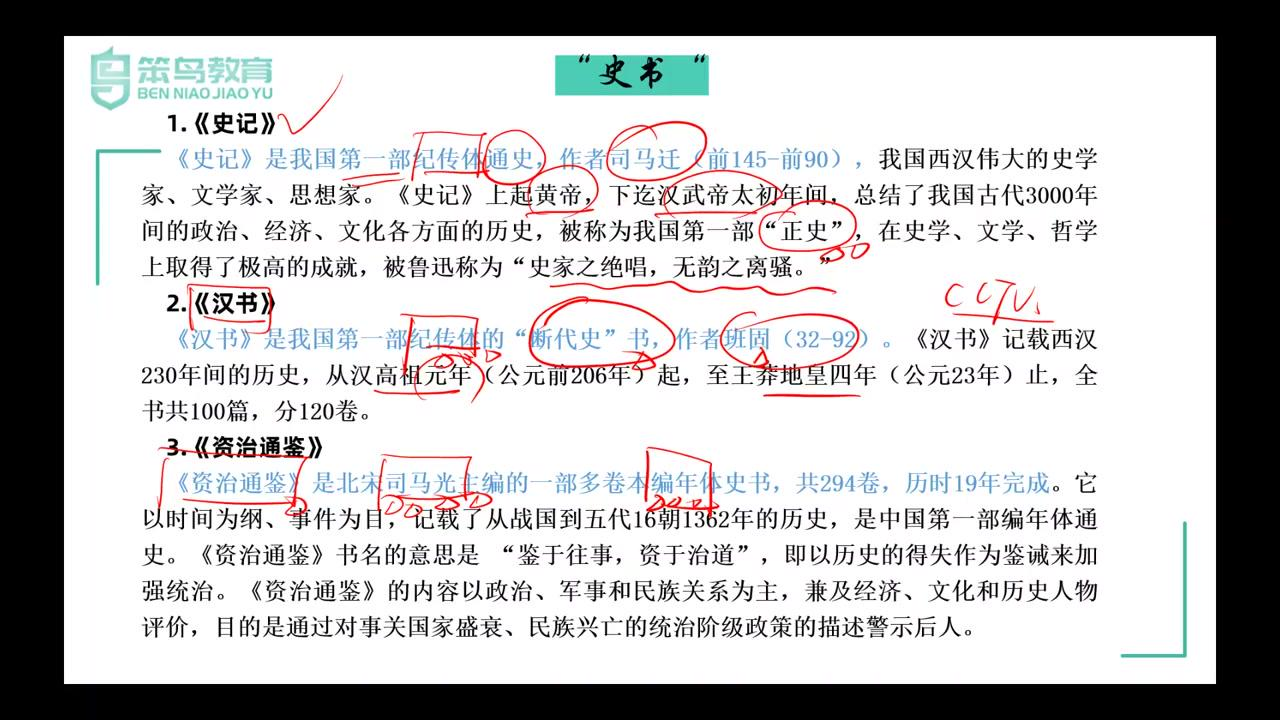 笨鸟教育
BEN NIAO JIAO YU
“史书“
1.《史记》
《史记》是我国第一部纪传体通史，作者司马迁（前145-前90），我国西汉伟大的史学
家、文学家、思想家。《史记》上起黄帝，下迄汉武帝太初年间，总结了我国古代3000年
间的政治、经济、文化各方面的历史，被称为我国第一部“正史”，在史学、文学、哲学
上取得了极高的成就，被鲁迅称为“史家之绝唱，无韵之离骚。”
2.《汉书》
CCTV
《汉书》是我国第一部纪传体的“断代史”书，作者班固（32-92）。《汉书》记载西汉
230年间的历史，从汉高祖元年（公元前206年）起，至王莽地皇四年（公元23年）止，全
书共100篇，分120卷。
3.《资治通鉴》
《资治通鉴》是北宋司马光主编的一部多卷本编年体史书，共294卷，历时19年完成。它
以时间为纲、事件为目，记载了从战国到五代16朝1362年的历史，是中国第一部编年体通
史。《资治通鉴》书名的意思是 “鉴于往事，资于治道”，即以历史的得失作为鉴诫来加
强统治。《资治通鉴》的内容以政治、军事和民族关系为主，兼及经济、文化和历史人物
评价，目的是通过对事关国家盛衰、民族兴亡的统治阶级政策的描述警示后人。